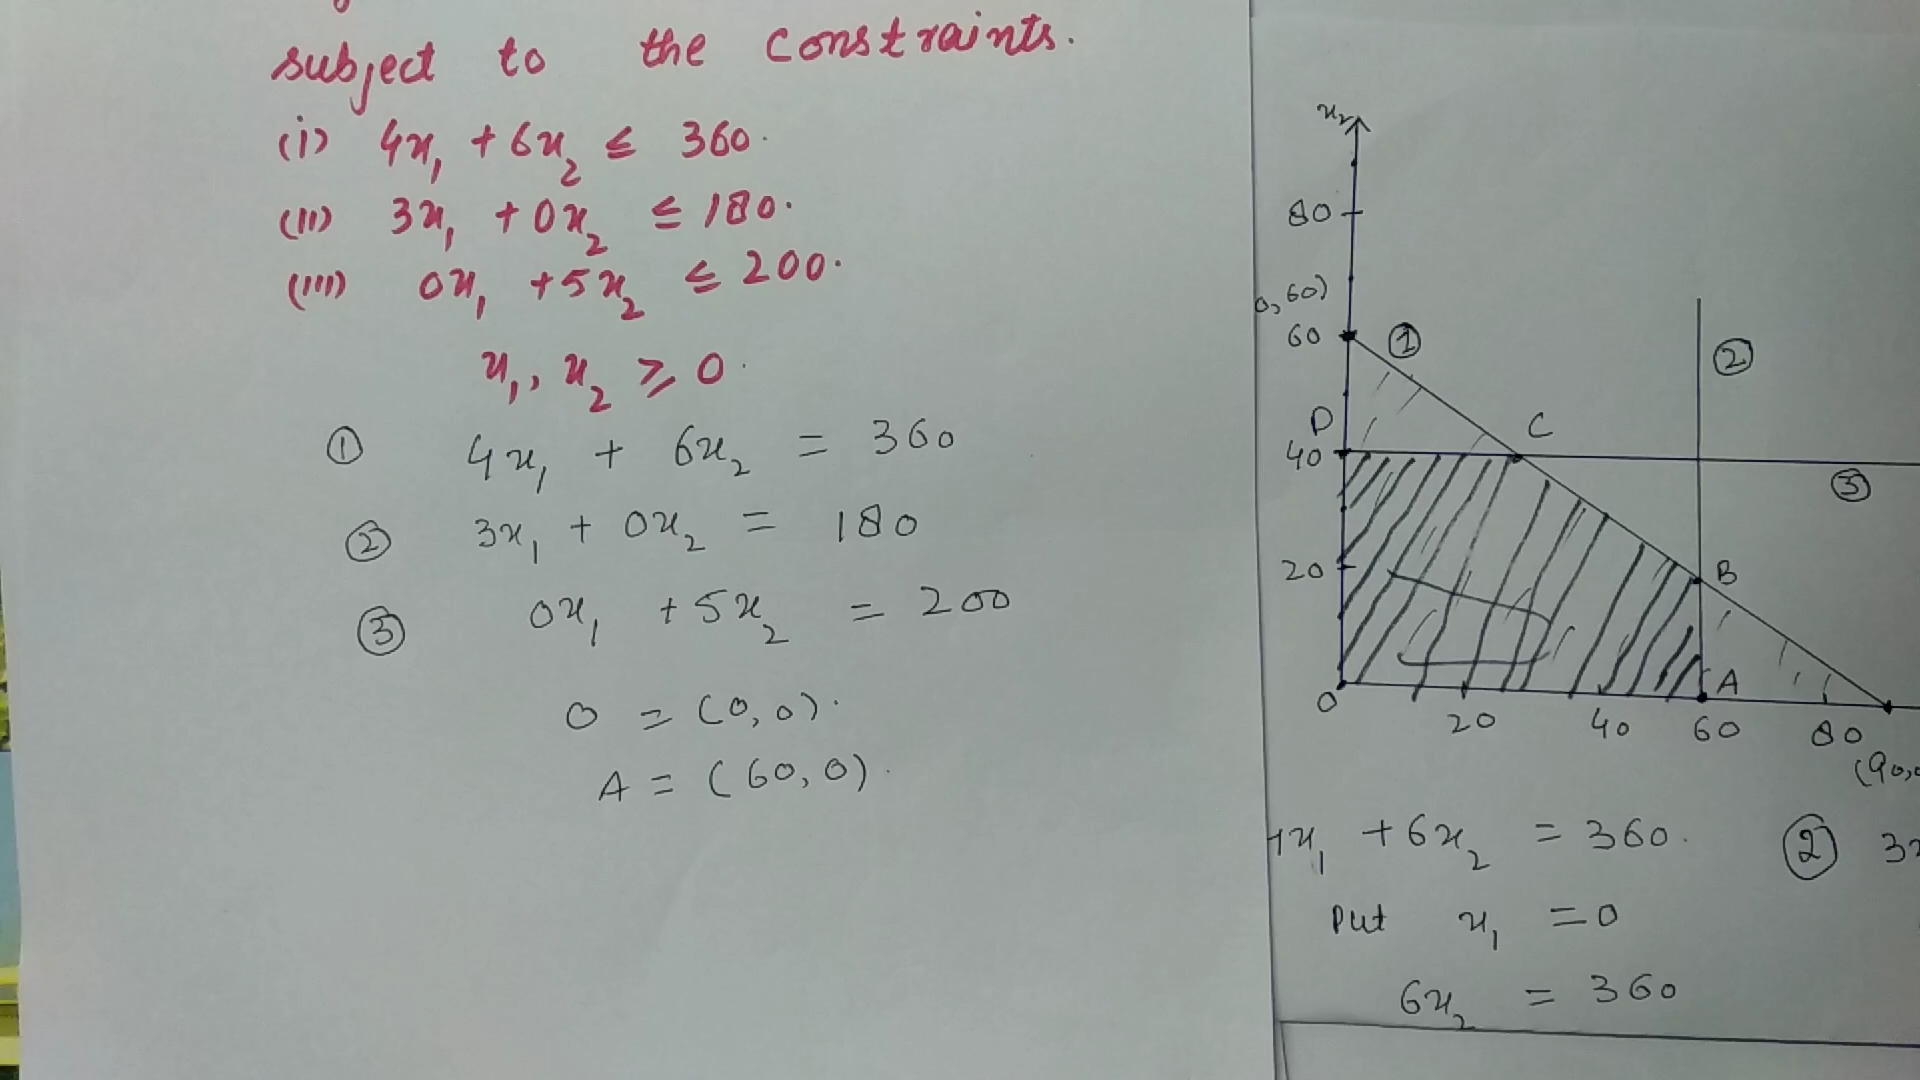 subject to the constraints.
(i) 4x₁ + 6x₂ ≤ 360.
(ii) 3x₁ + 0x₂ ≤ 180.
(iii) 0x₁ + 5x₂ ≤ 200.
x₁, x₂ ≥ 0.
① 4x₁ + 6x₂ = 360
② 3x₁ + 0x₂ = 180
③ 0x₁ + 5x₂ = 200
O = (0,0).
A = (60,0).
x₂
80
0,60)
60 ① ②
D C
40 ③
20 B
O A
20 40 60 80
(90,
4x₁ + 6x₂ = 360. ② 3x
Put x₁ = 0
6x₂ = 360